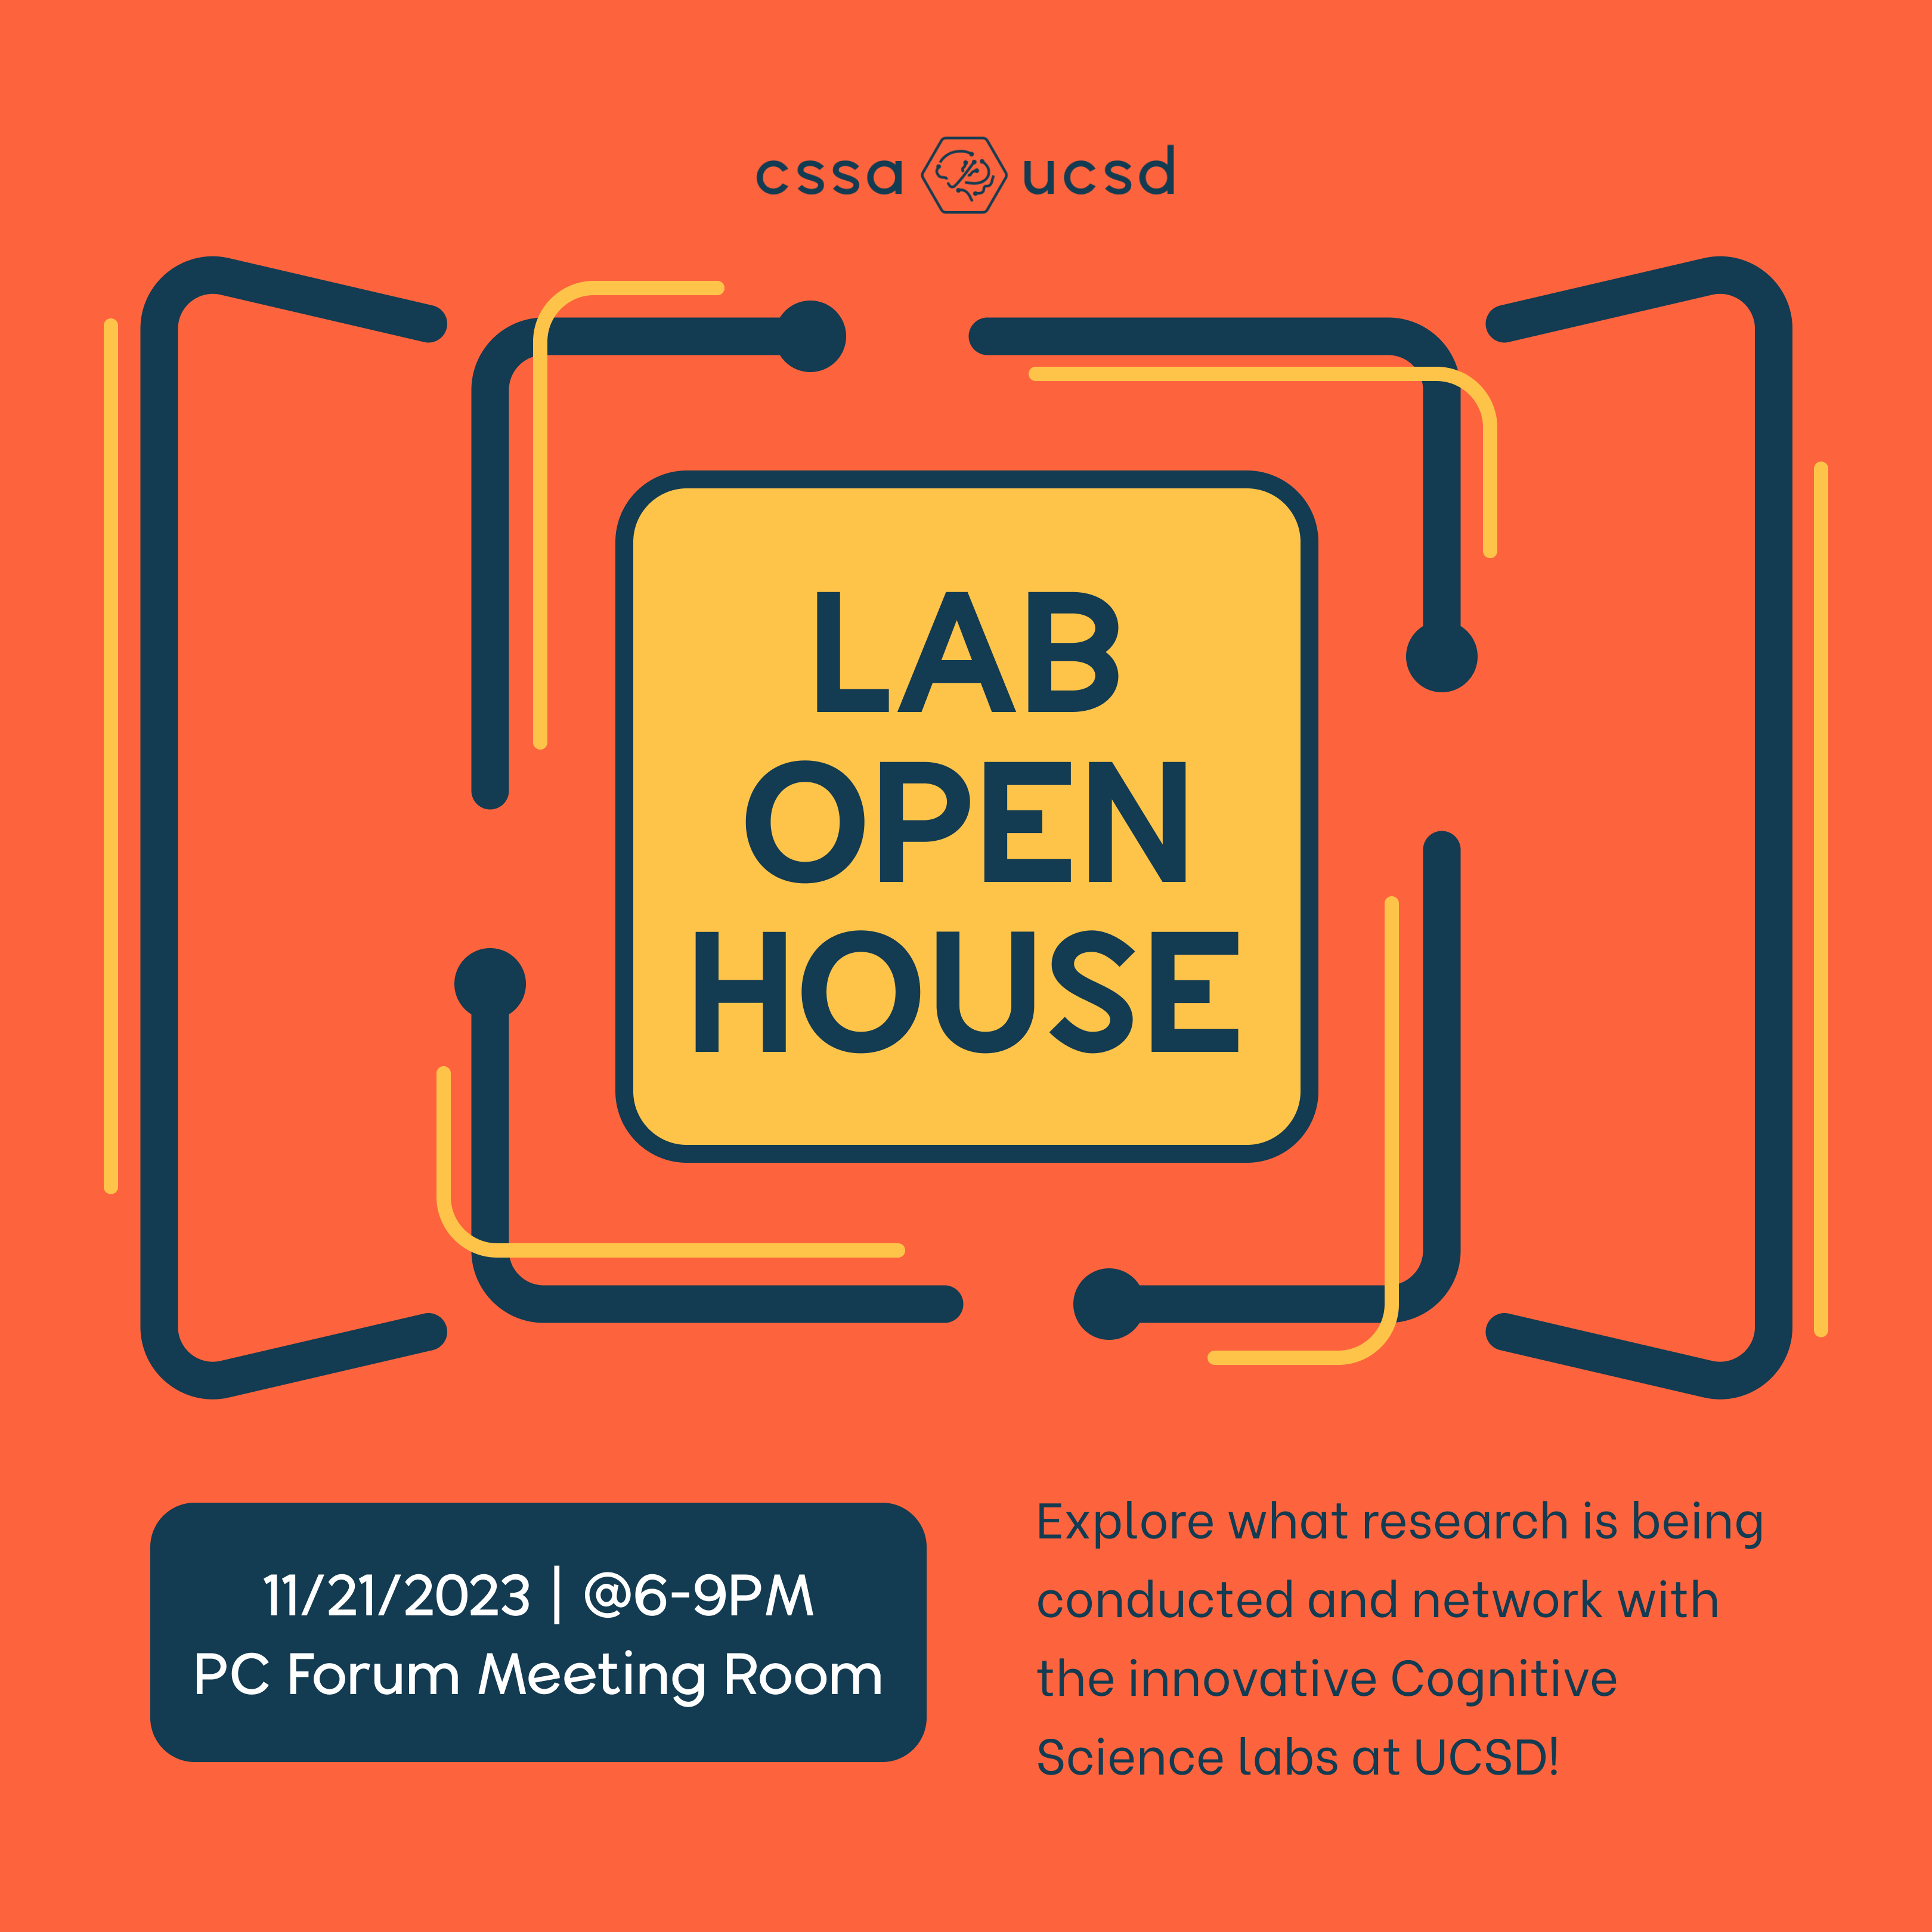 cssa ucsd
LAB
OPEN
HOUSE
11/21/2023 | @6-9PM
PC Forum Meeting Room
Explore what research is being
conducted and network with
the innovative Cognitive
Science labs at UCSD!